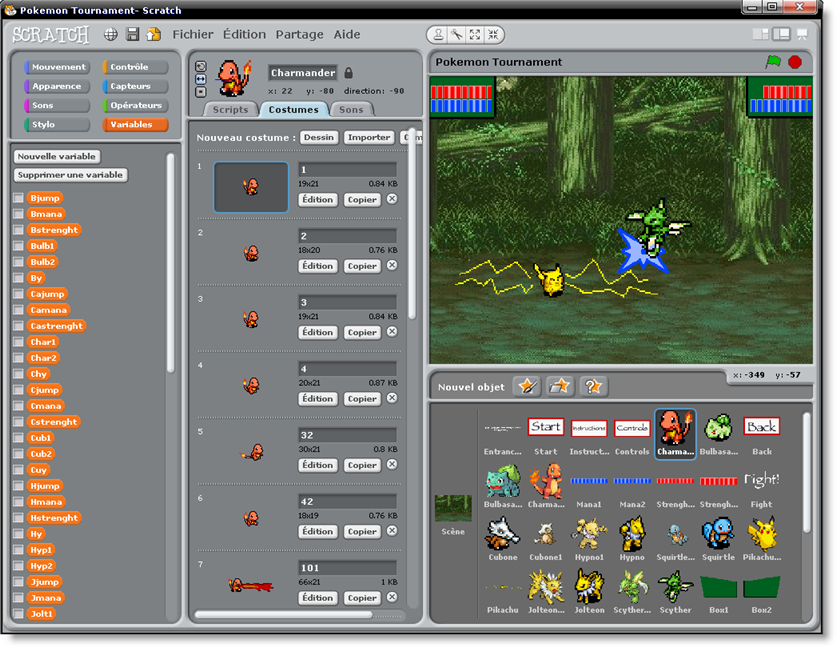 Pokemon Tournament- Scratch
SCRATCH Fichier Édition Partage Aide
Mouvement Contrôle
Apparence Capteurs
Sons Opérateurs
Stylo Variables
Nouvelle variable
Supprimer une variable
Bjump
Bmana
Bstrenght
Bulb1
Bulb2
By
Cajump
Camana
Castrenght
Char1
Char2
Chy
Cjump
Cmana
Cstrenght
Cub1
Cub2
Cuy
Hjump
Hmana
Hstrenght
Hy
Hyp1
Hyp2
Jjump
Jmana
Jolt1
Charmander
x: 22 y: -80 direction: -90
Scripts Costumes Sons
Nouveau costume : Dessin Importer
1
1
19x21 0.84 KB
Édition Copier
2
2
18x20 0.76 KB
Édition Copier
3
3
19x21 0.84 KB
Édition Copier
4
4
20x21 0.87 KB
Édition Copier
5
32
30x21 0.8 KB
Édition Copier
6
42
18x19 0.76 KB
Édition Copier
7
101
66x21 1 KB
Édition Copier
Pokemon Tournament
x: -349 y: -57
Nouvel objet
Scène
Start Instructions Controls Back
Entranc... Start Instruct... Controls Charma... Bulbasa... Back
Fight!
Bulbasa... Charma... Mana1 Mana2 Strengh... Strengh... Fight
Cubone Cubone1 Hypno1 Hypno Squirtle... Squirtle Pikachu...
Pikachu Jolteon... Jolteon Scyther... Scyther Box1 Box2